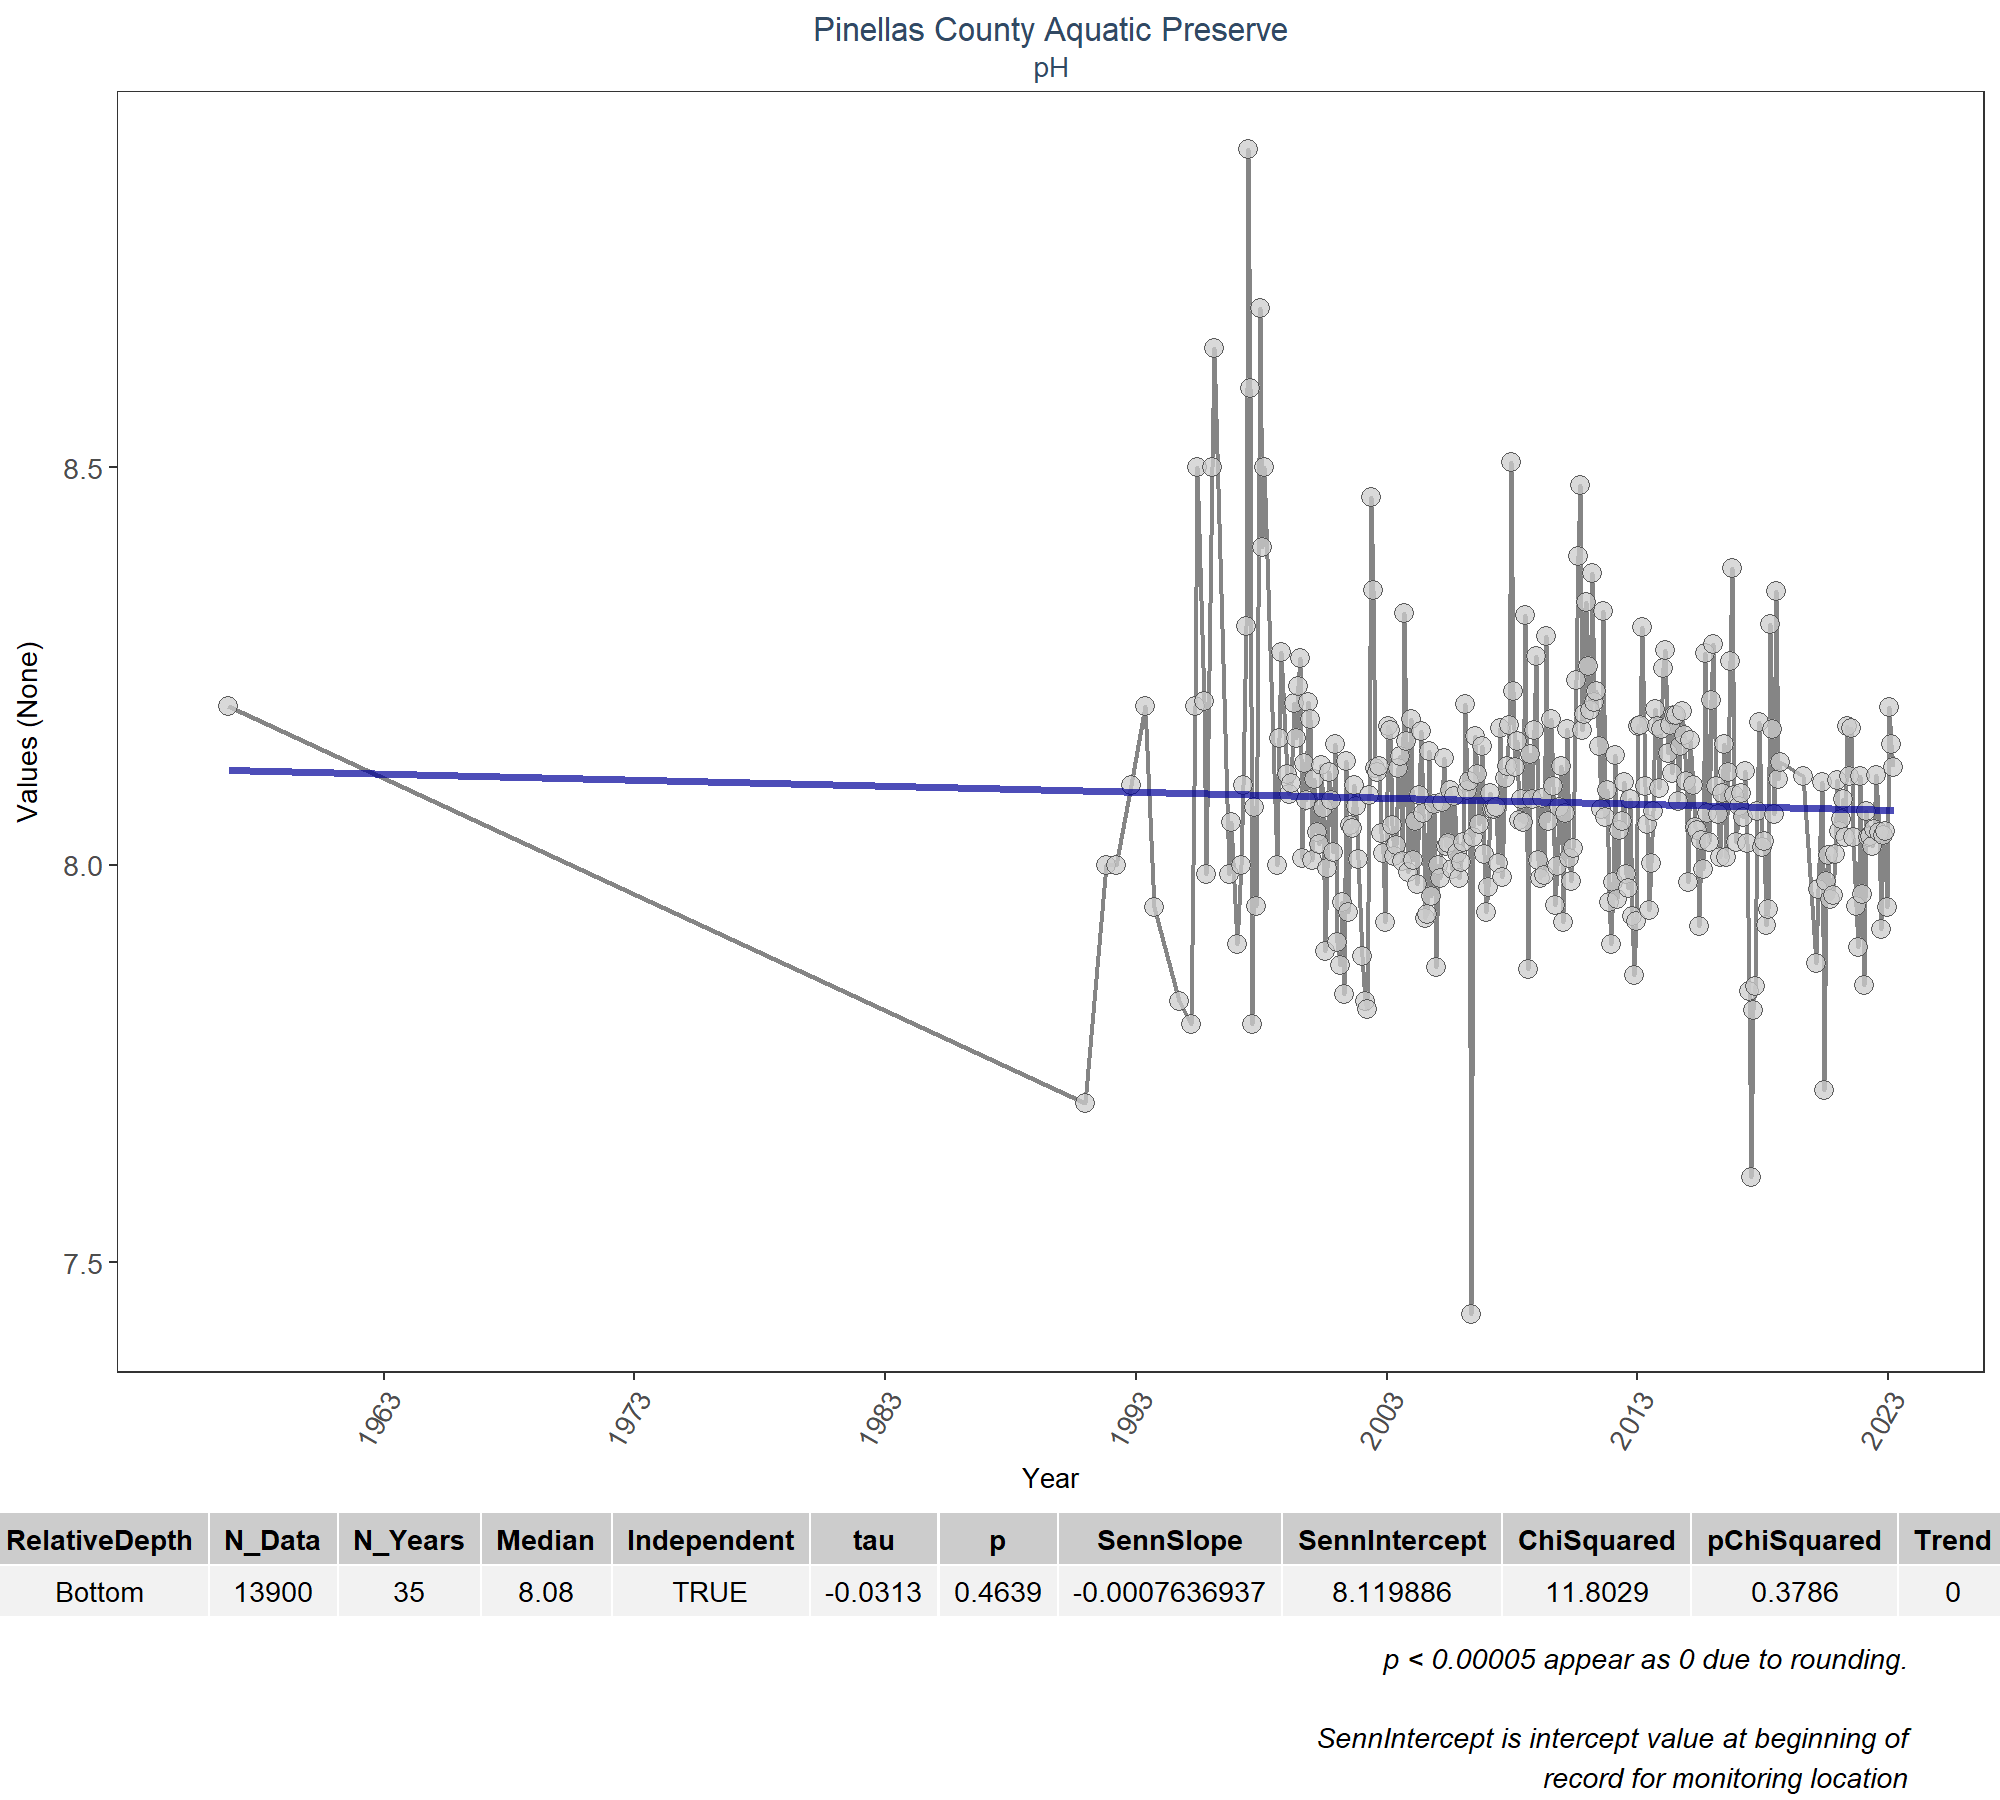 Pinellas County Aquatic Preserve
pH
Values (None)
8.5
8.0
7.5
1963
1973
1983
1993
2003
2013
2023
Year
RelativeDepth N_Data N_Years Median Independent tau p SennSlope SennIntercept ChiSquared pChiSquared Trend
Bottom 13900 35 8.08 TRUE -0.0313 0.4639 -0.0007636937 8.119886 11.8029 0.3786 0
p < 0.00005 appear as 0 due to rounding.
SennIntercept is intercept value at beginning of
record for monitoring location